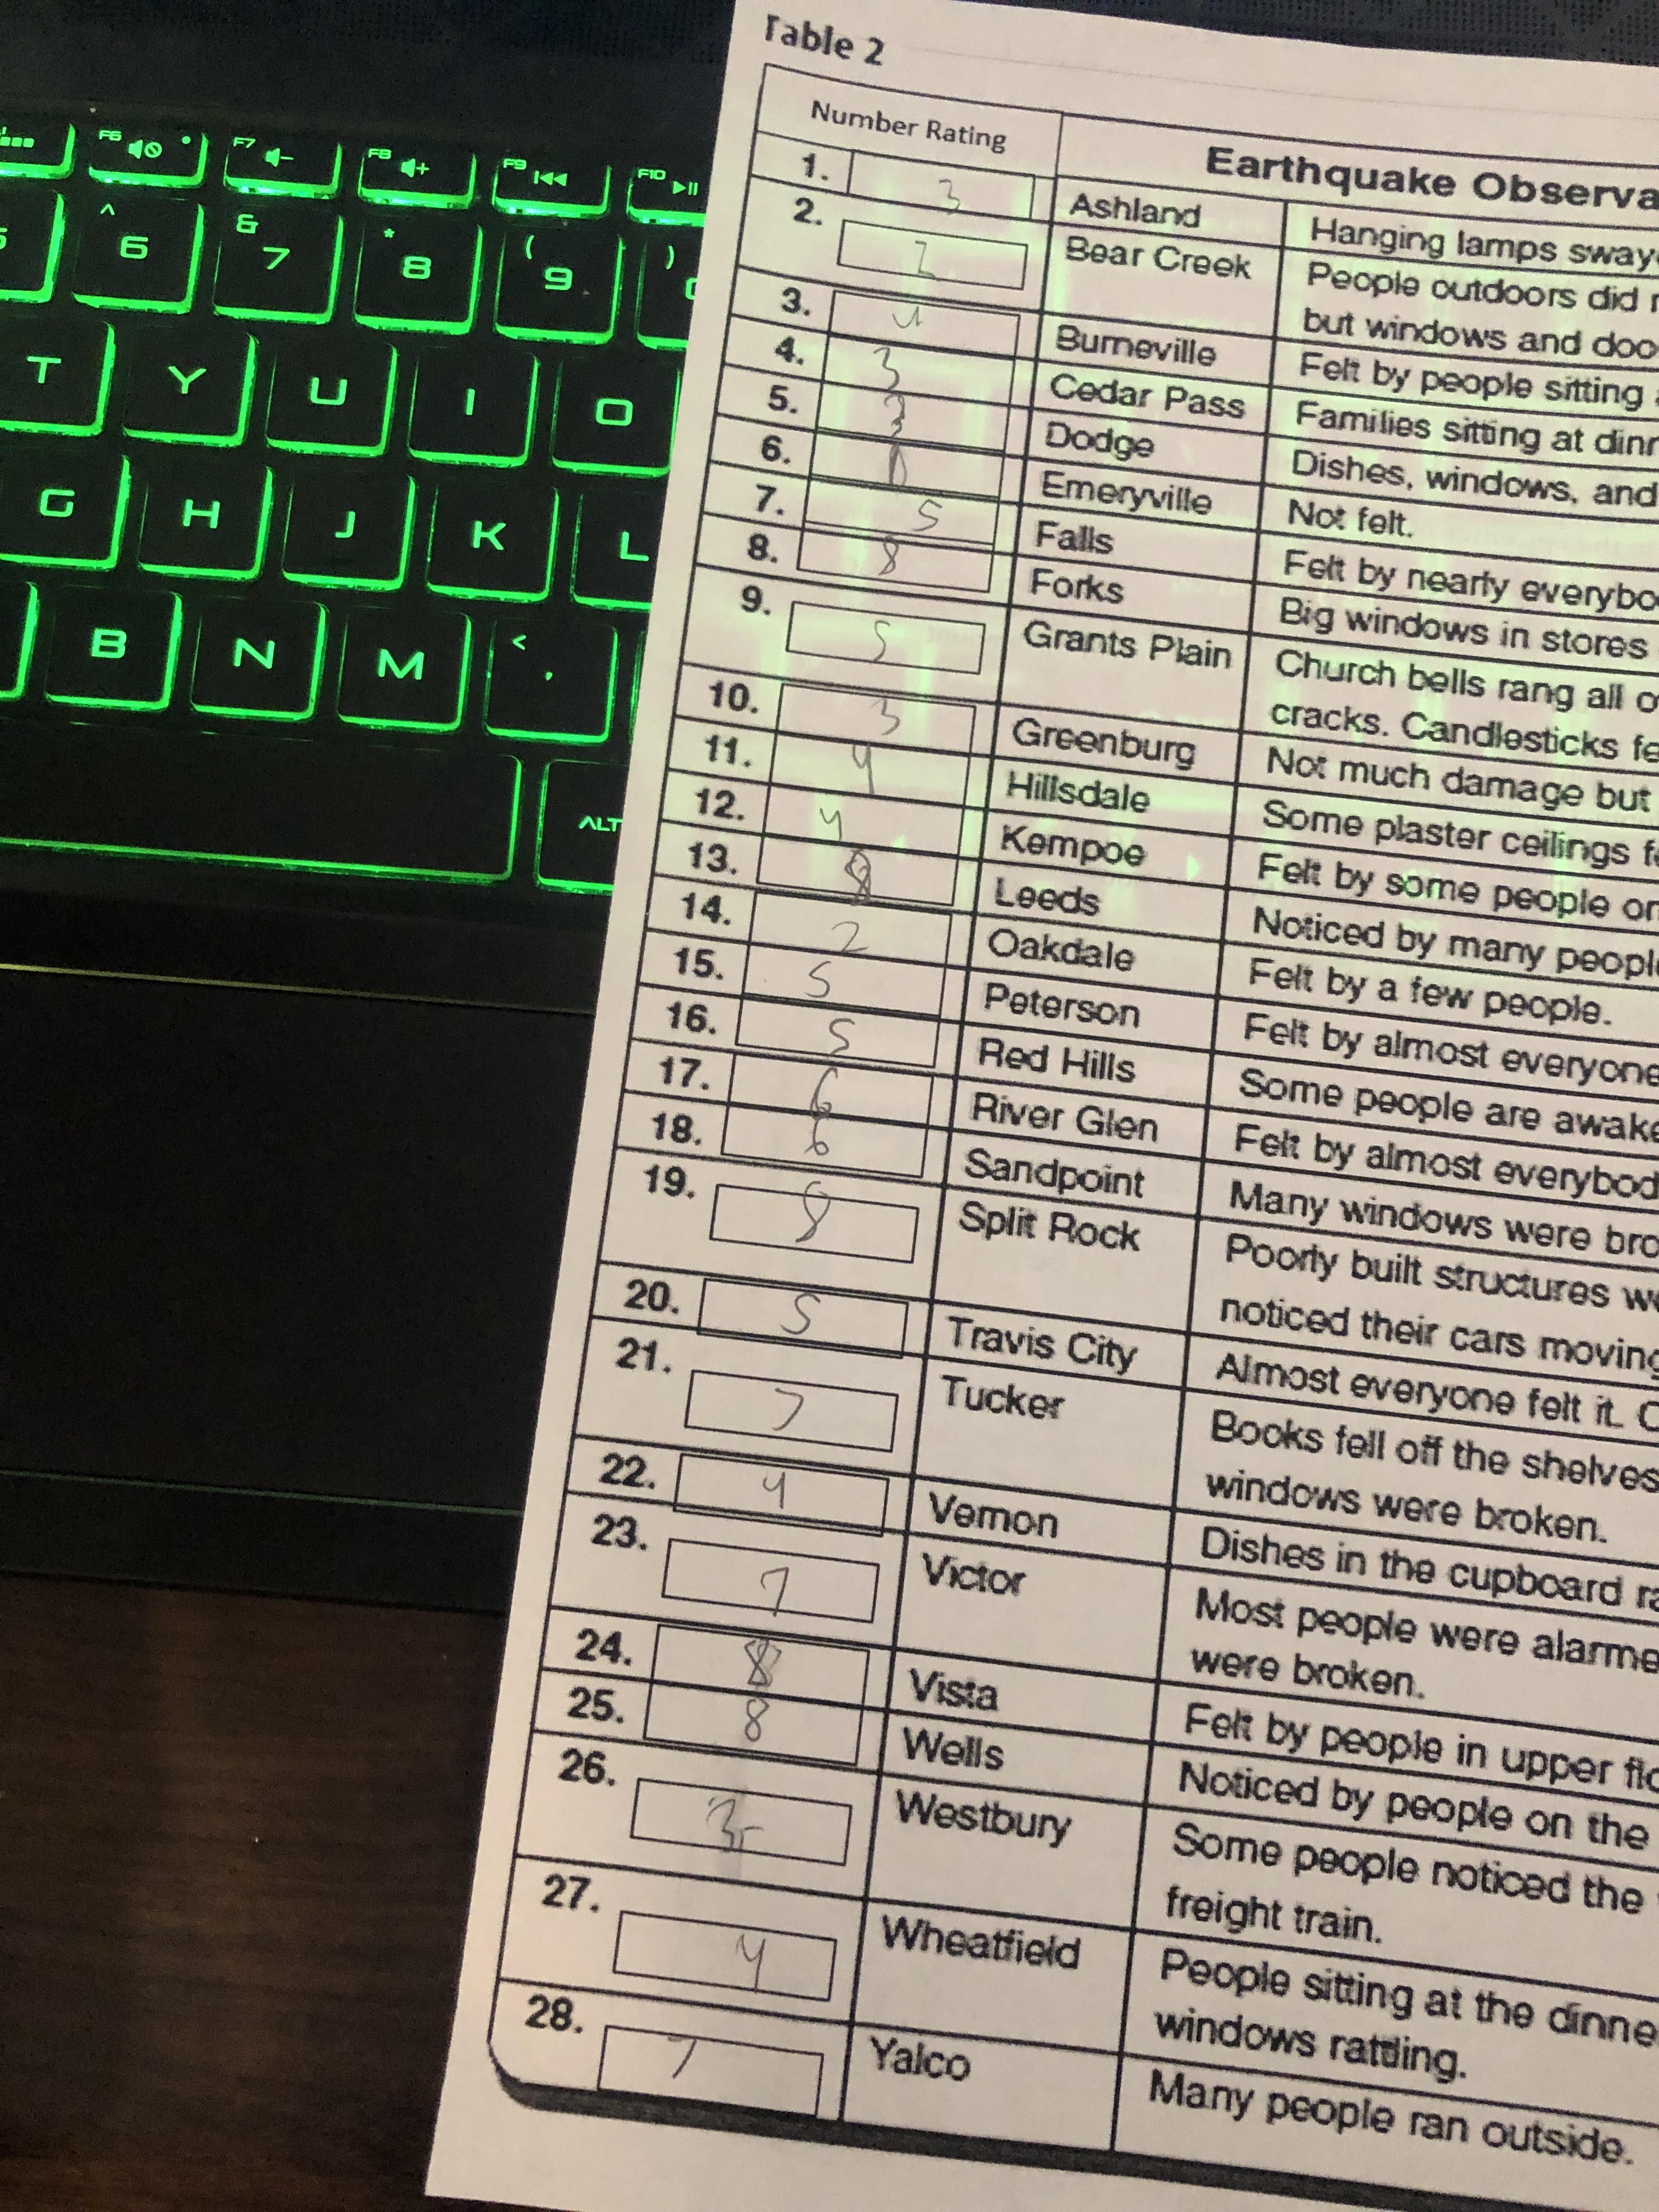 F6
F7
F8
F9
F10
^ 6
& 7
* 8
( 9
)
T Y U I O
G H J K L
B N M < ,
ALT
Table 2
Number Rating
Earthquake Observa
1. 3 Ashland Hanging lamps sway
2. 2 Bear Creek People outdoors did
but windows and doo
3. 4 Burneville Felt by people sitting
4. 3 Cedar Pass Families sitting at din
5. Dodge Dishes, windows, and
6. Emeryville Not felt.
7. 5 Falls Felt by nearly everybo
8. 8 Forks Big windows in stores
9. 5 Grants Plain Church bells rang all o
cracks. Candlesticks fe
10. 3 Greenburg Not much damage but
11. 4 Hillsdale Some plaster ceilings fe
12. 4 Kempoe Felt by some people on
13. 8 Leeds Noticed by many people
14. 2 Oakdale Felt by a few people.
15. 5 Peterson Felt by almost everyone
16. 5 Red Hills Some people are awake
17. 6 River Glen Felt by almost everybod
18. 6 Sandpoint Many windows were bro
19. 8 Split Rock Poorly built structures we
noticed their cars moving
20. 5 Travis City Almost everyone felt it.
21. 7 Tucker Books fell off the shelves
windows were broken.
22. 4 Vernon Dishes in the cupboard ra
23. 7 Victor Most people were alarme
were broken.
24. 8 Vista Felt by people in upper flo
25. 8 Wells Noticed by people on the
26. Westbury Some people noticed the
freight train.
27. 4 Wheatfield People sitting at the dinne
windows rattling.
28. 7 Yalco Many people ran outside.